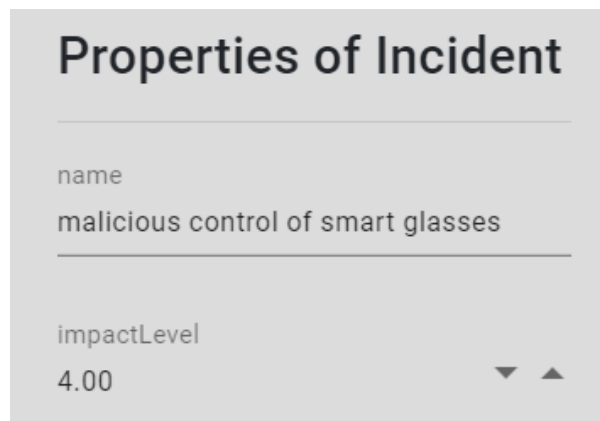 Properties of Incident
name
malicious control of smart glasses
impactLevel
4.00